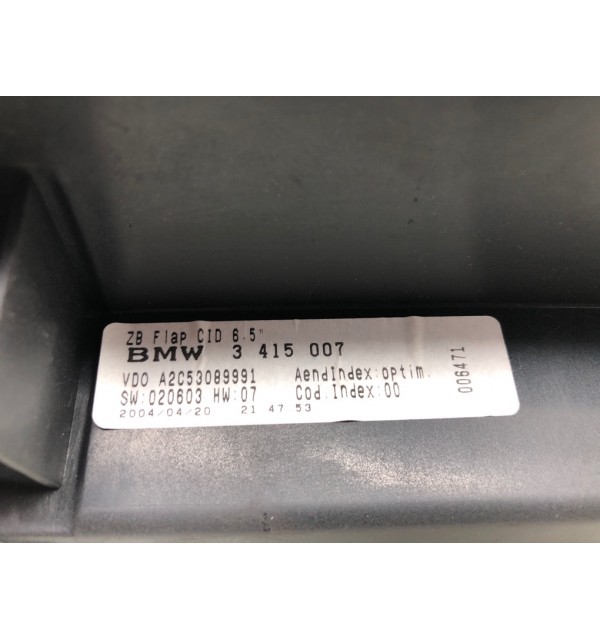 ZB Flap CID 6.5"
BMW 3 415 007
VDO A2C53089991 AendIndex:optim.
SW:020603 HW:07 Cod.Index:00
2004/04/20 21 47 53
006471